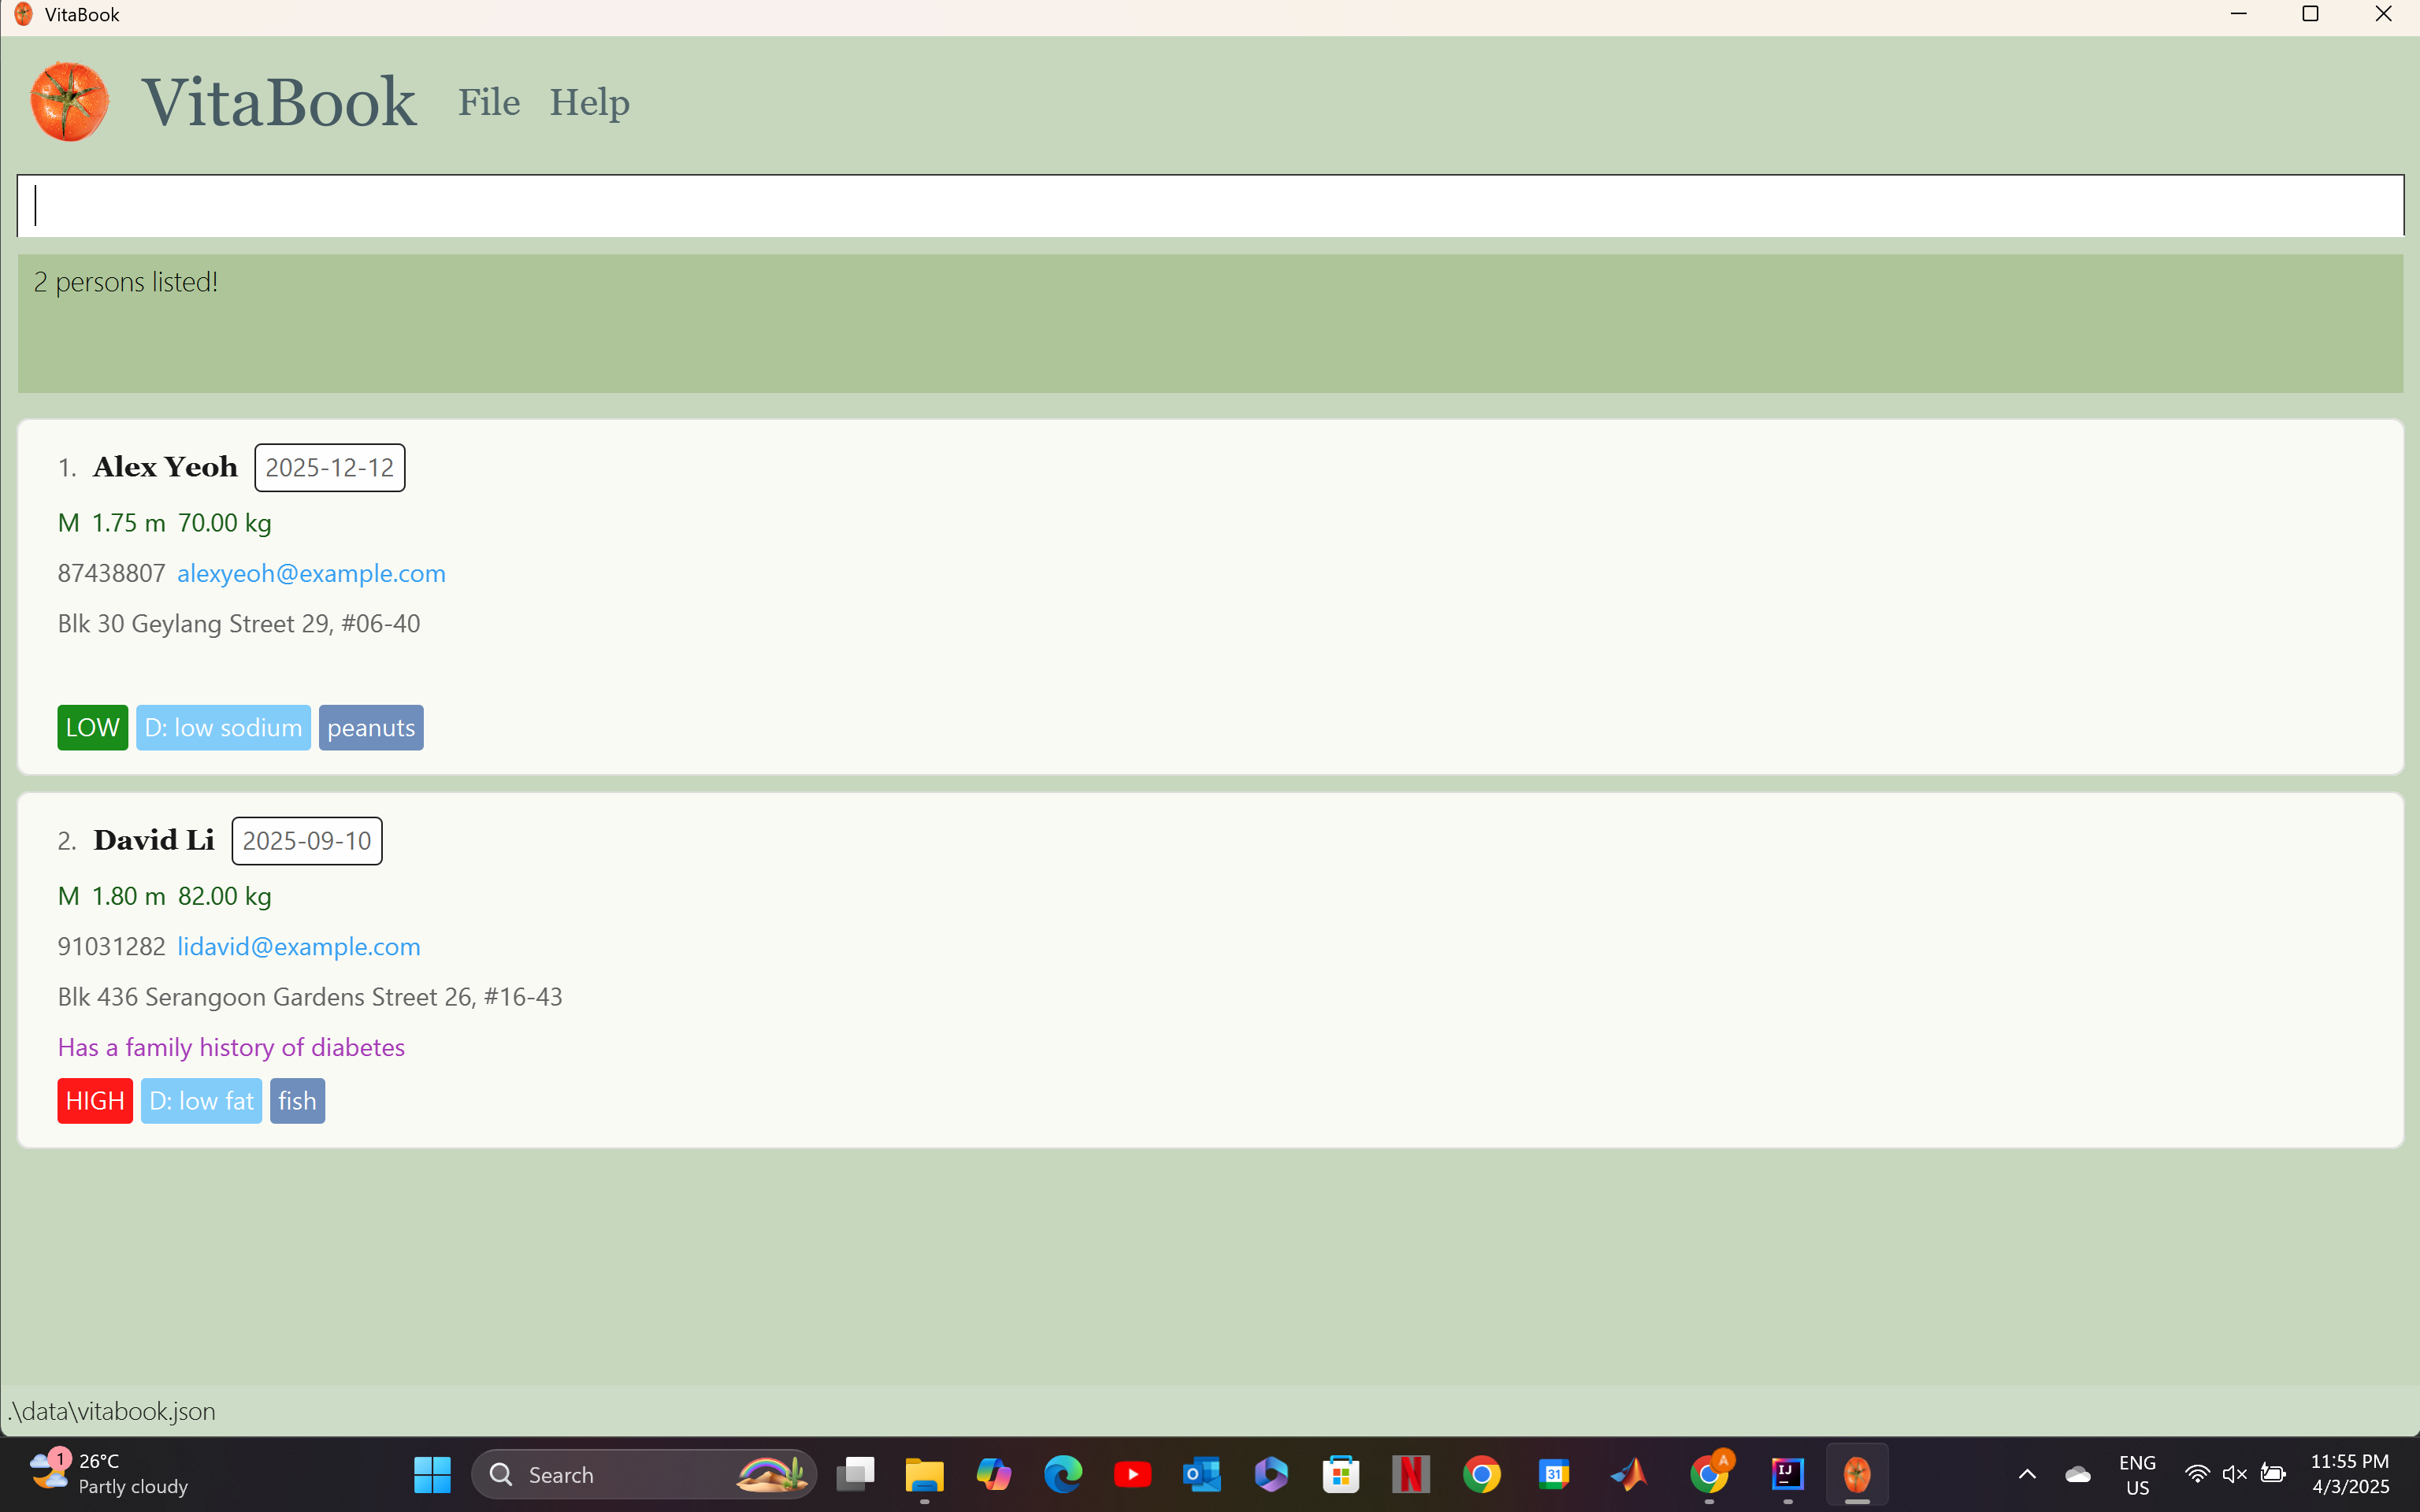 VitaBook
VitaBook File Help
2 persons listed!
1. Alex Yeoh 2025-12-12
M 1.75 m 70.00 kg
87438807 alexyeoh@example.com
Blk 30 Geylang Street 29, #06-40
LOW D: low sodium peanuts
2. David Li 2025-09-10
M 1.80 m 82.00 kg
91031282 lidavid@example.com
Blk 436 Serangoon Gardens Street 26, #16-43
Has a family history of diabetes
HIGH D: low fat fish
.\data\vitabook.json
1 26°C
Partly cloudy
Search
O
N
31
A
IJ
ENG
US
11:55 PM
4/3/2025